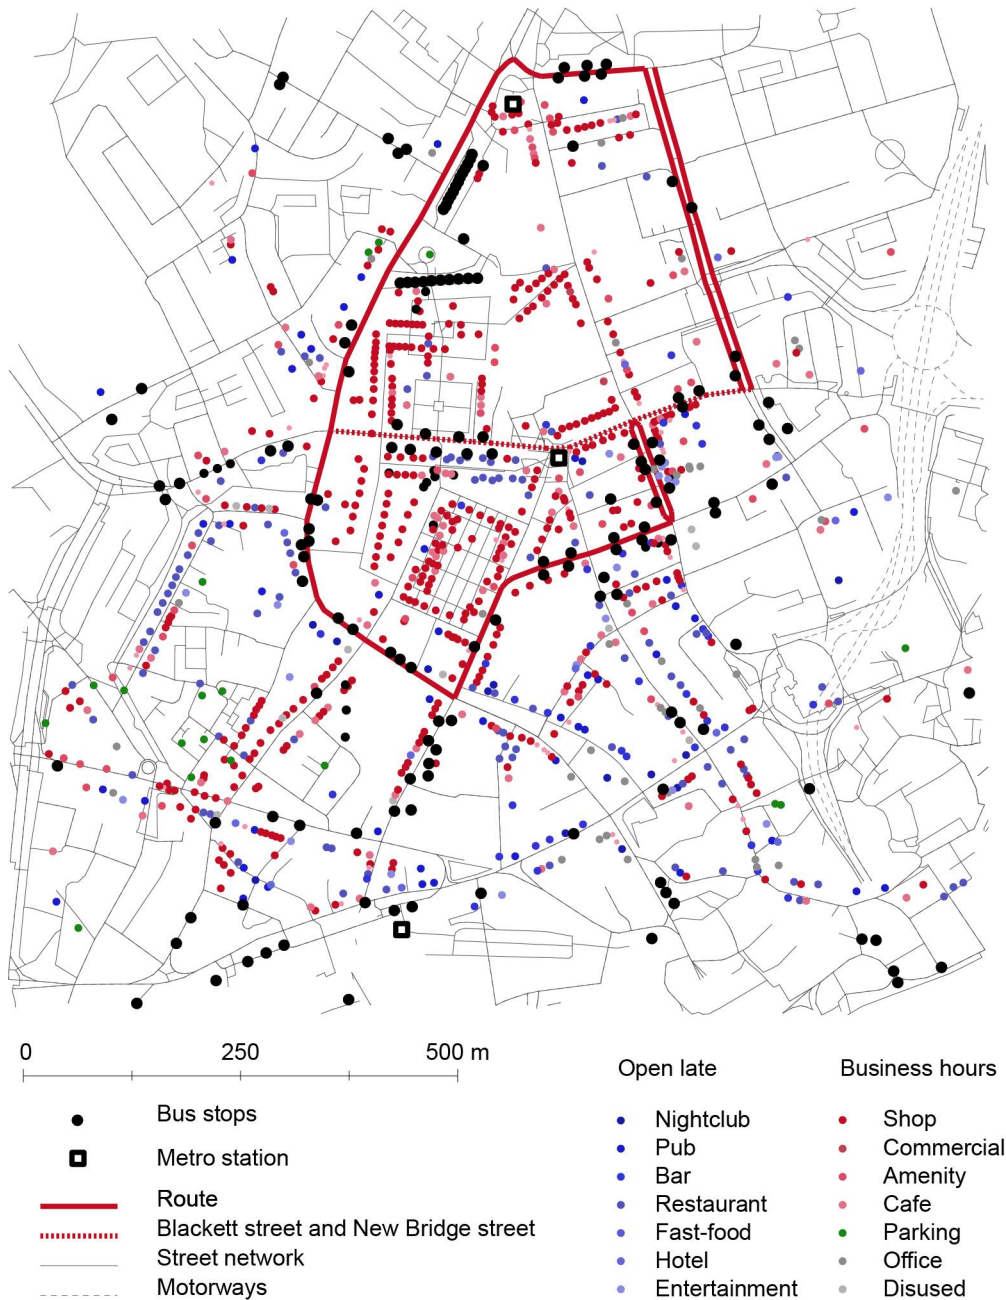 0 250 500 m
Open late Business hours
Bus stops
Metro station
Route
Blackett street and New Bridge street
Street network
Motorways
Nightclub
Pub
Bar
Restaurant
Fast-food
Hotel
Entertainment
Shop
Commercial
Amenity
Cafe
Parking
Office
Disused